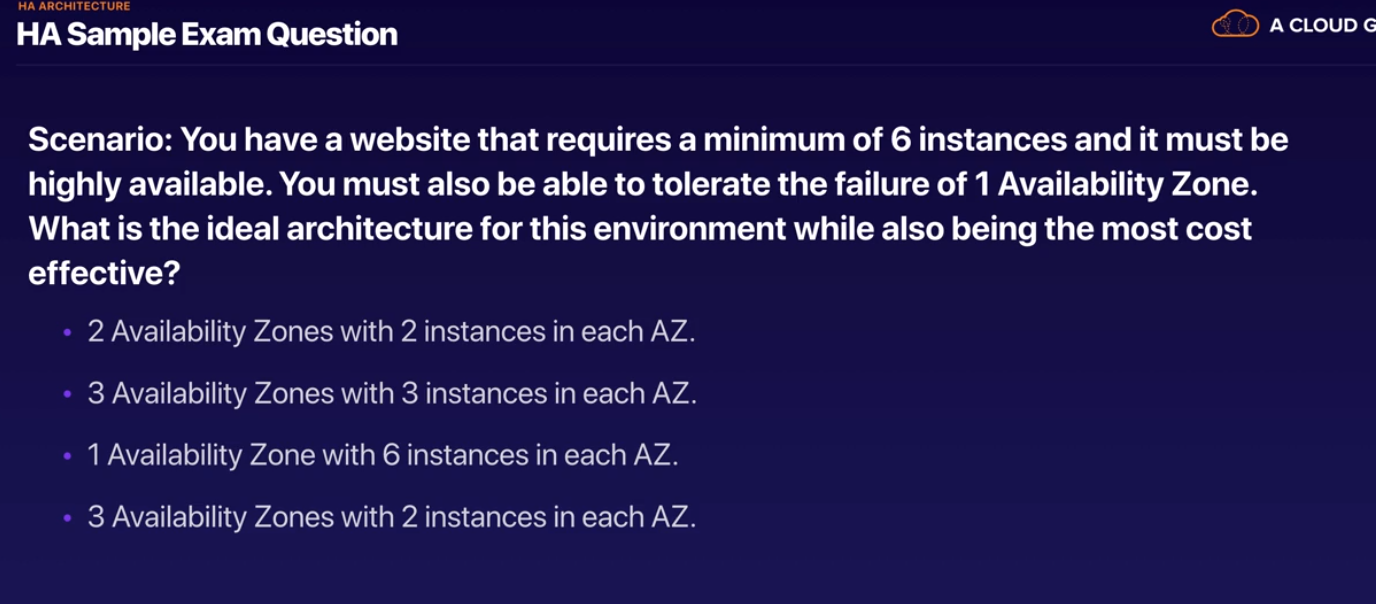 HA ARCHITECTURE
HA Sample Exam Question
A CLOUD G
Scenario: You have a website that requires a minimum of 6 instances and it must be
highly available. You must also be able to tolerate the failure of 1 Availability Zone.
What is the ideal architecture for this environment while also being the most cost
effective?
• 2 Availability Zones with 2 instances in each AZ.
• 3 Availability Zones with 3 instances in each AZ.
• 1 Availability Zone with 6 instances in each AZ.
• 3 Availability Zones with 2 instances in each AZ.